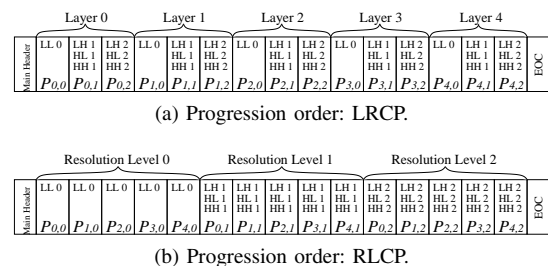 Layer 0 Layer 1 Layer 2 Layer 3 Layer 4
Main Header
LL 0 LH 1 LH 2 LL 0 LH 1 LH 2 LL 0 LH 1 LH 2 LL 0 LH 1 LH 2 LL 0 LH 1 LH 2
HL 1 HL 2 HL 1 HL 2 HL 1 HL 2 HL 1 HL 2 HL 1 HL 2
HH 1 HH 2 HH 1 HH 2 HH 1 HH 2 HH 1 HH 2 HH 1 HH 2
P0,0 P0,1 P0,2 P1,0 P1,1 P1,2 P2,0 P2,1 P2,2 P3,0 P3,1 P3,2 P4,0 P4,1 P4,2
EOC
(a) Progression order: LRCP.
Resolution Level 0 Resolution Level 1 Resolution Level 2
Main Header
LL 0 LL 0 LL 0 LL 0 LL 0 LH 1 LH 1 LH 1 LH 1 LH 1 LH 2 LH 2 LH 2 LH 2 LH 2
HL 1 HL 1 HL 1 HL 1 HL 1 HL 2 HL 2 HL 2 HL 2 HL 2
HH 1 HH 1 HH 1 HH 1 HH 1 HH 2 HH 2 HH 2 HH 2 HH 2
P0,0 P1,0 P2,0 P3,0 P4,0 P0,1 P1,1 P2,1 P3,1 P4,1 P0,2 P1,2 P2,2 P3,2 P4,2
EOC
(b) Progression order: RLCP.